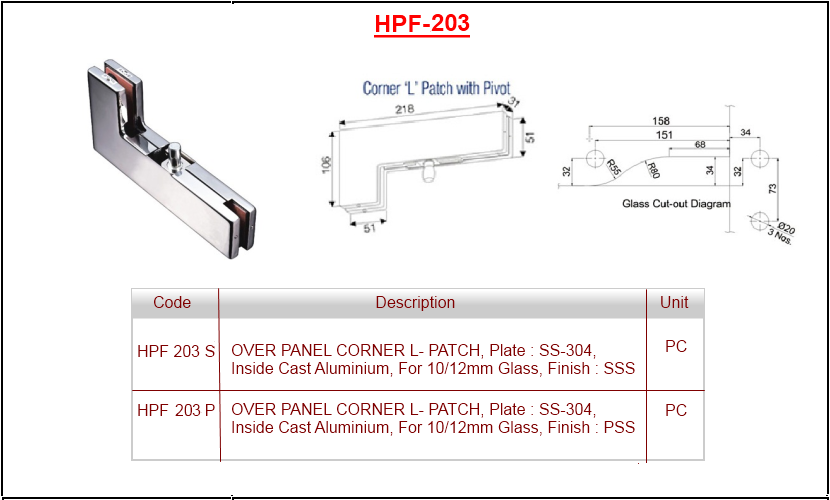 HPF-203
Corner "L" Patch with Pivot
218
31
51
106
51
158
151
34
68
32
R55
R80
34
32
73
Glass Cut-out Diagram
Ø20
3 Nos.
Code Description Unit
HPF 203 S OVER PANEL CORNER L- PATCH, Plate : SS-304, PC
Inside Cast Aluminium, For 10/12mm Glass, Finish : SSS
HPF 203 P OVER PANEL CORNER L- PATCH, Plate : SS-304, PC
Inside Cast Aluminium, For 10/12mm Glass, Finish : PSS